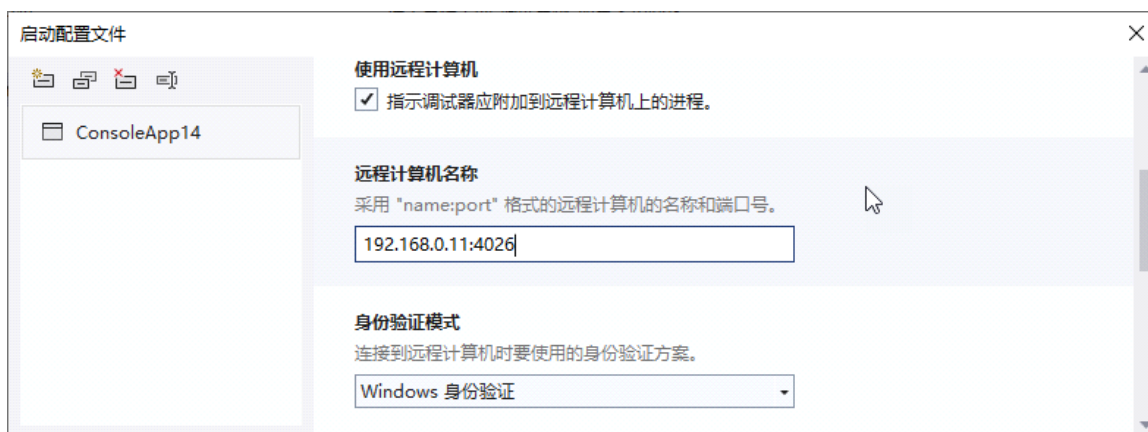 启动配置文件
使用远程计算机
指示调试器应附加到远程计算机上的进程。
ConsoleApp14
远程计算机名称
采用 "name:port" 格式的远程计算机的名称和端口号。
192.168.0.11:4026
身份验证模式
连接到远程计算机时要使用的身份验证方案。
Windows 身份验证